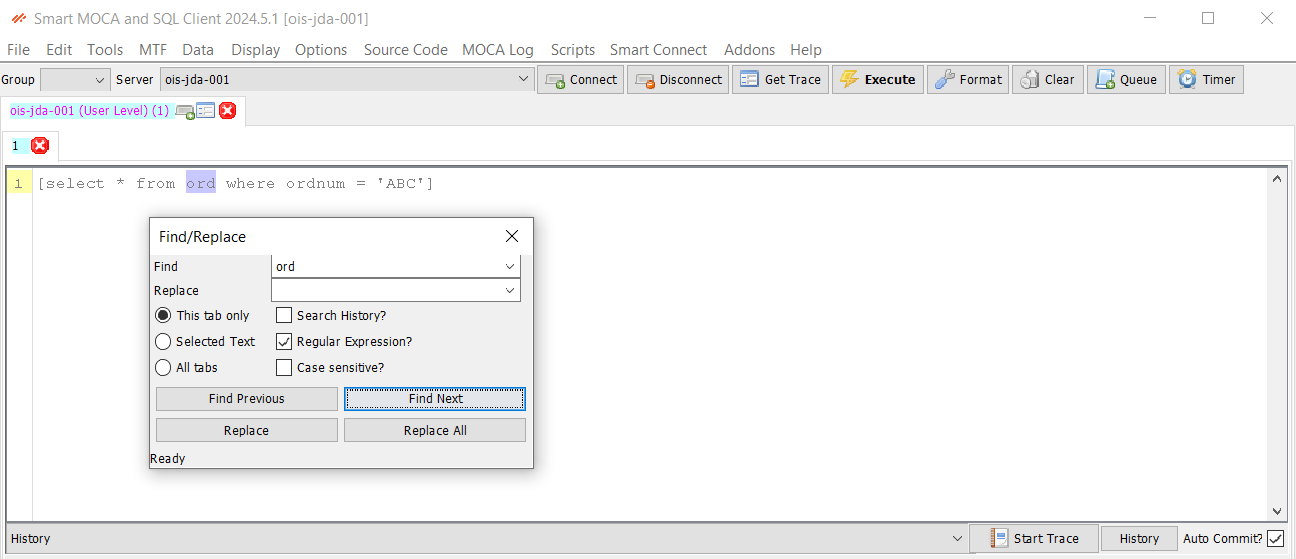 Smart MOCA and SQL Client 2024.5.1 [ois-jda-001]
File Edit Tools MTF Data Display Options Source Code MOCA Log Scripts Smart Connect Addons Help
Group Server ois-jda-001 Connect Disconnect Get Trace Execute Format Clear Queue Timer
ois-jda-001 (User Level) (1)
1
1 [select * from ord where ordnum = 'ABC']
Find/Replace
Find ord
Replace
This tab only Search History?
Selected Text Regular Expression?
All tabs Case sensitive?
Find Previous Find Next
Replace Replace All
Ready
History Start Trace History Auto Commit?